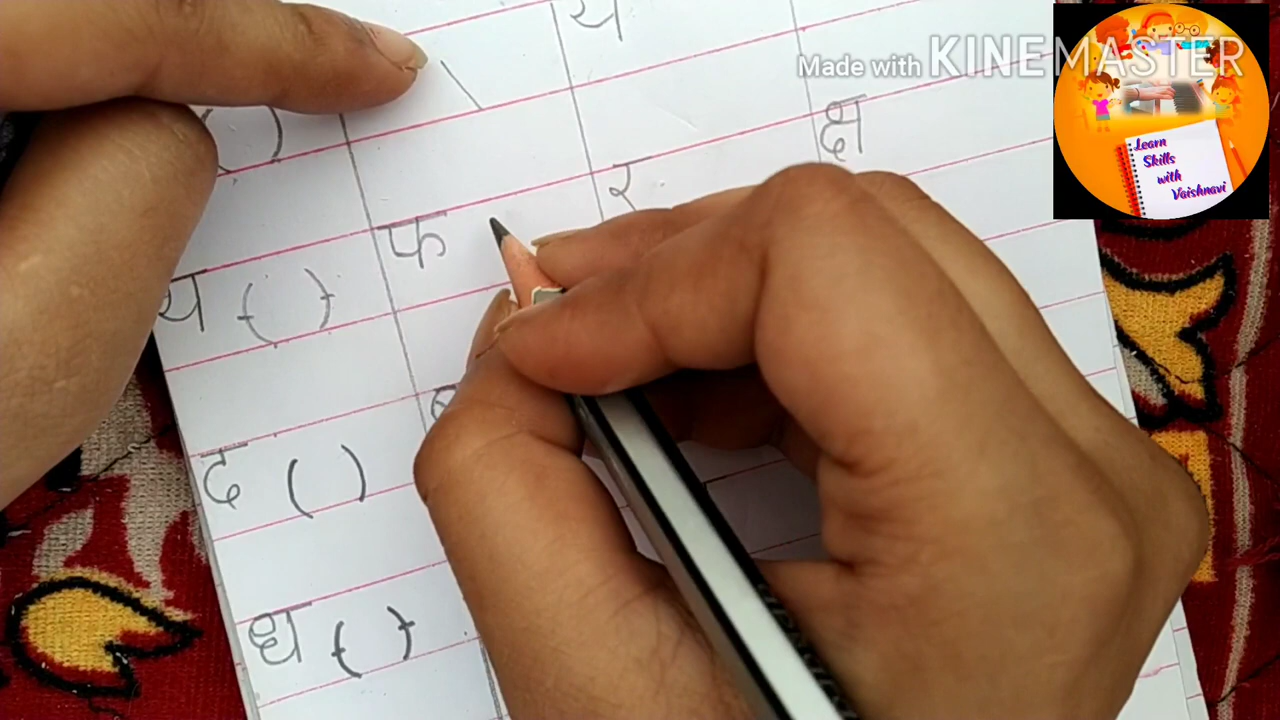 Made with KINEMASTER
Learn
Skills
with
Vaishnavi
य
क्ष
र
फ
थ ( )
द ( )
ध ( )